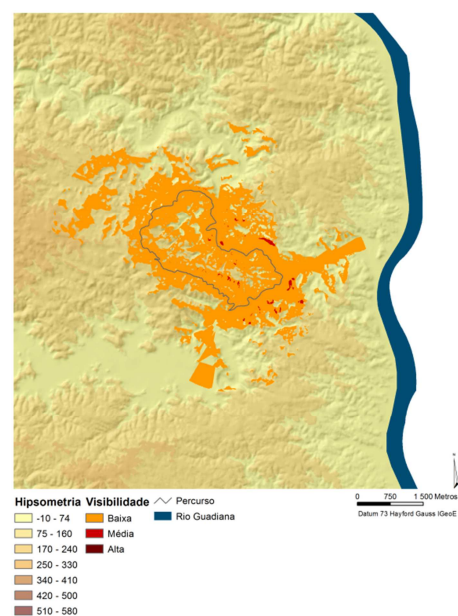 Hipsometria
-10 - 74
75 - 160
170 - 240
250 - 330
340 - 410
420 - 500
510 - 580
Visibilidade
Baixa
Média
Alta
Percurso
Rio Guadiana
0 750 1 500 Metros
Datum 73 Hayford Gauss IGeoE